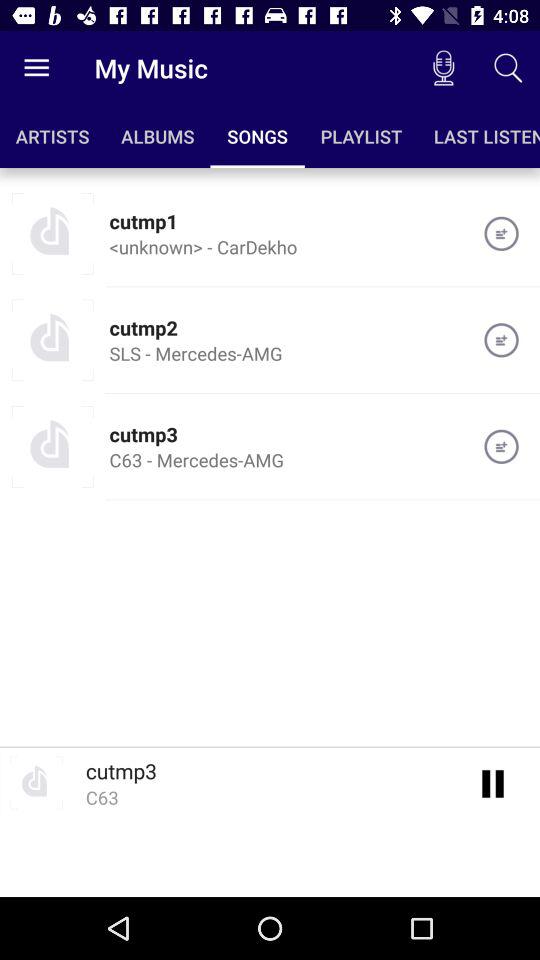 4:08
My Music
ARTISTS ALBUMS SONGS PLAYLIST LAST LISTEN
cutmp1
<unknown> - CarDekho
cutmp2
SLS - Mercedes-AMG
cutmp3
C63 - Mercedes-AMG
cutmp3
C63